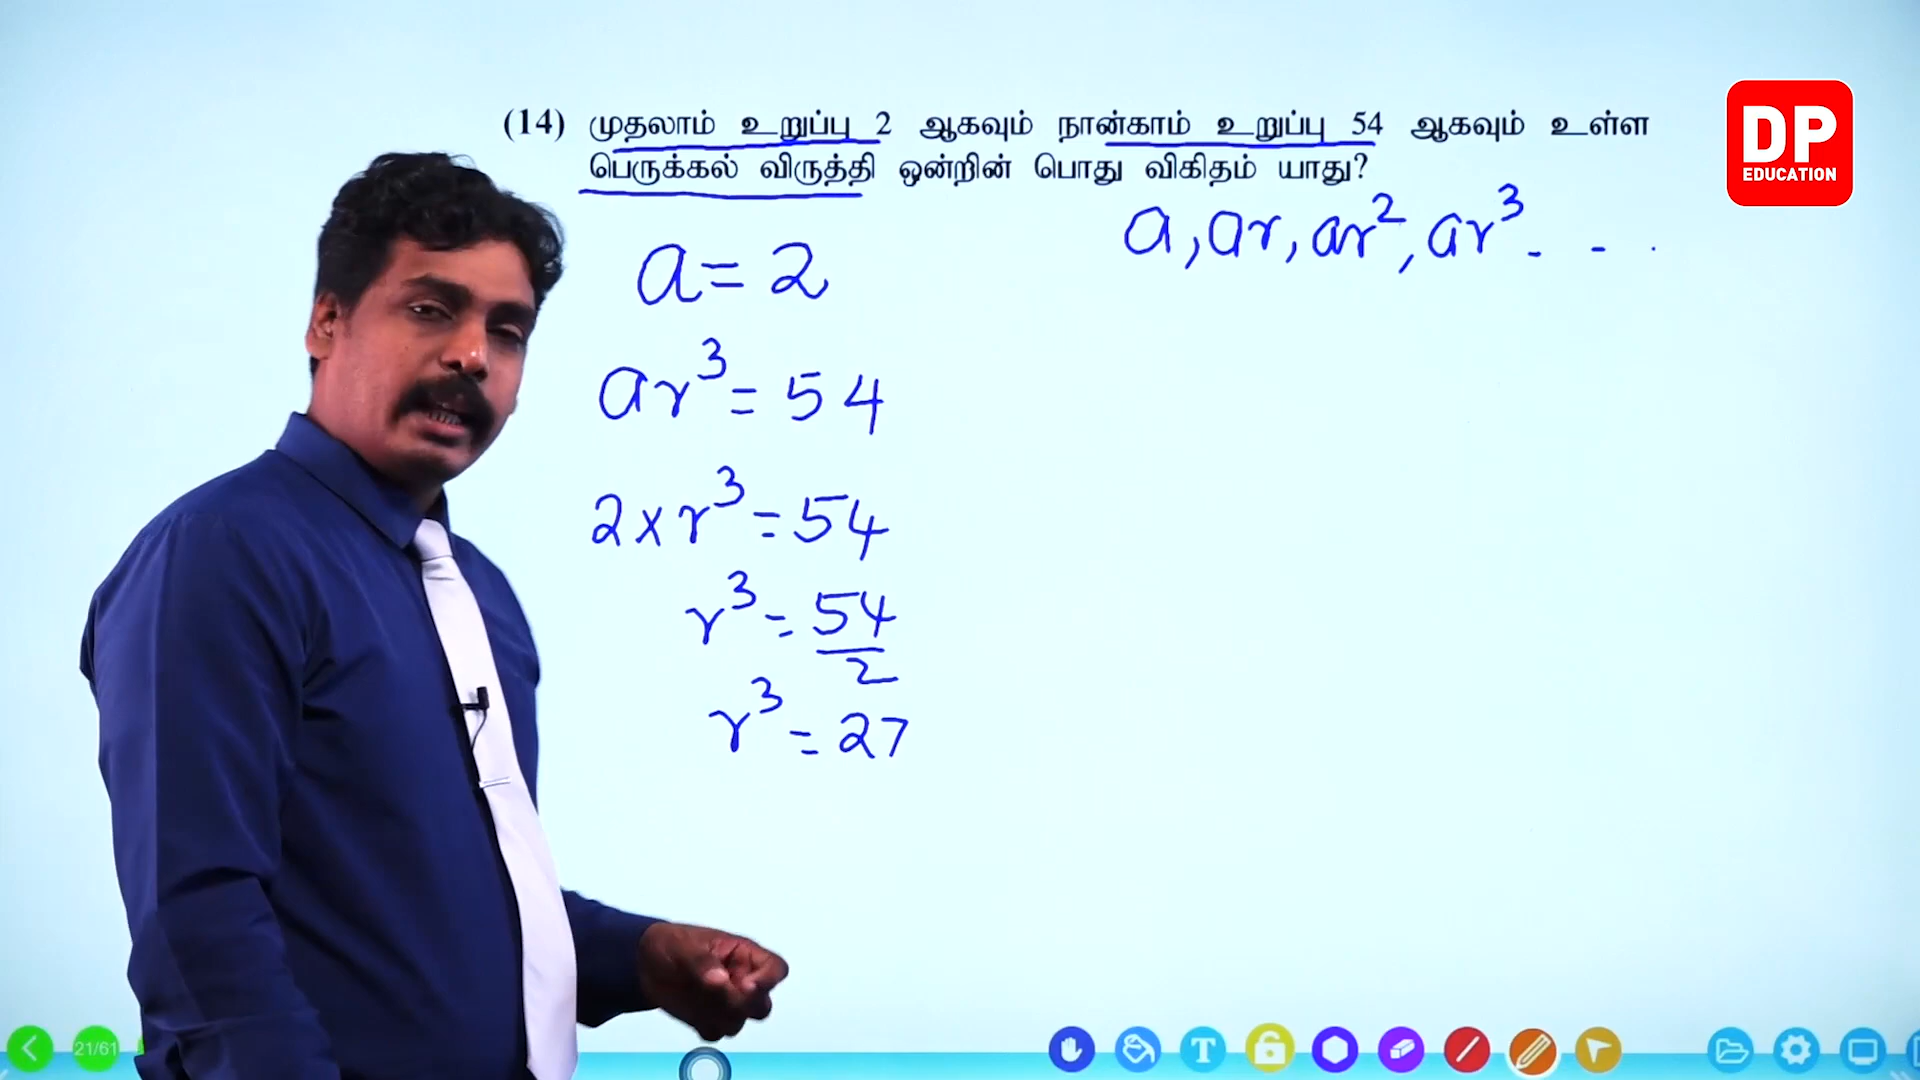 (14) முதலாம் உறுப்பு 2 ஆகவும் நான்காம் உறுப்பு 54 ஆகவும் உள்ள
பெருக்கல் விருத்தி ஒன்றின் பொது விகிதம் யாது?
DP
EDUCATION
a, ar, ar², ar³ - - .
a = 2
ar³ = 54
2 × r³ = 54
r³ = 54/2
r³ = 27
21/61
T